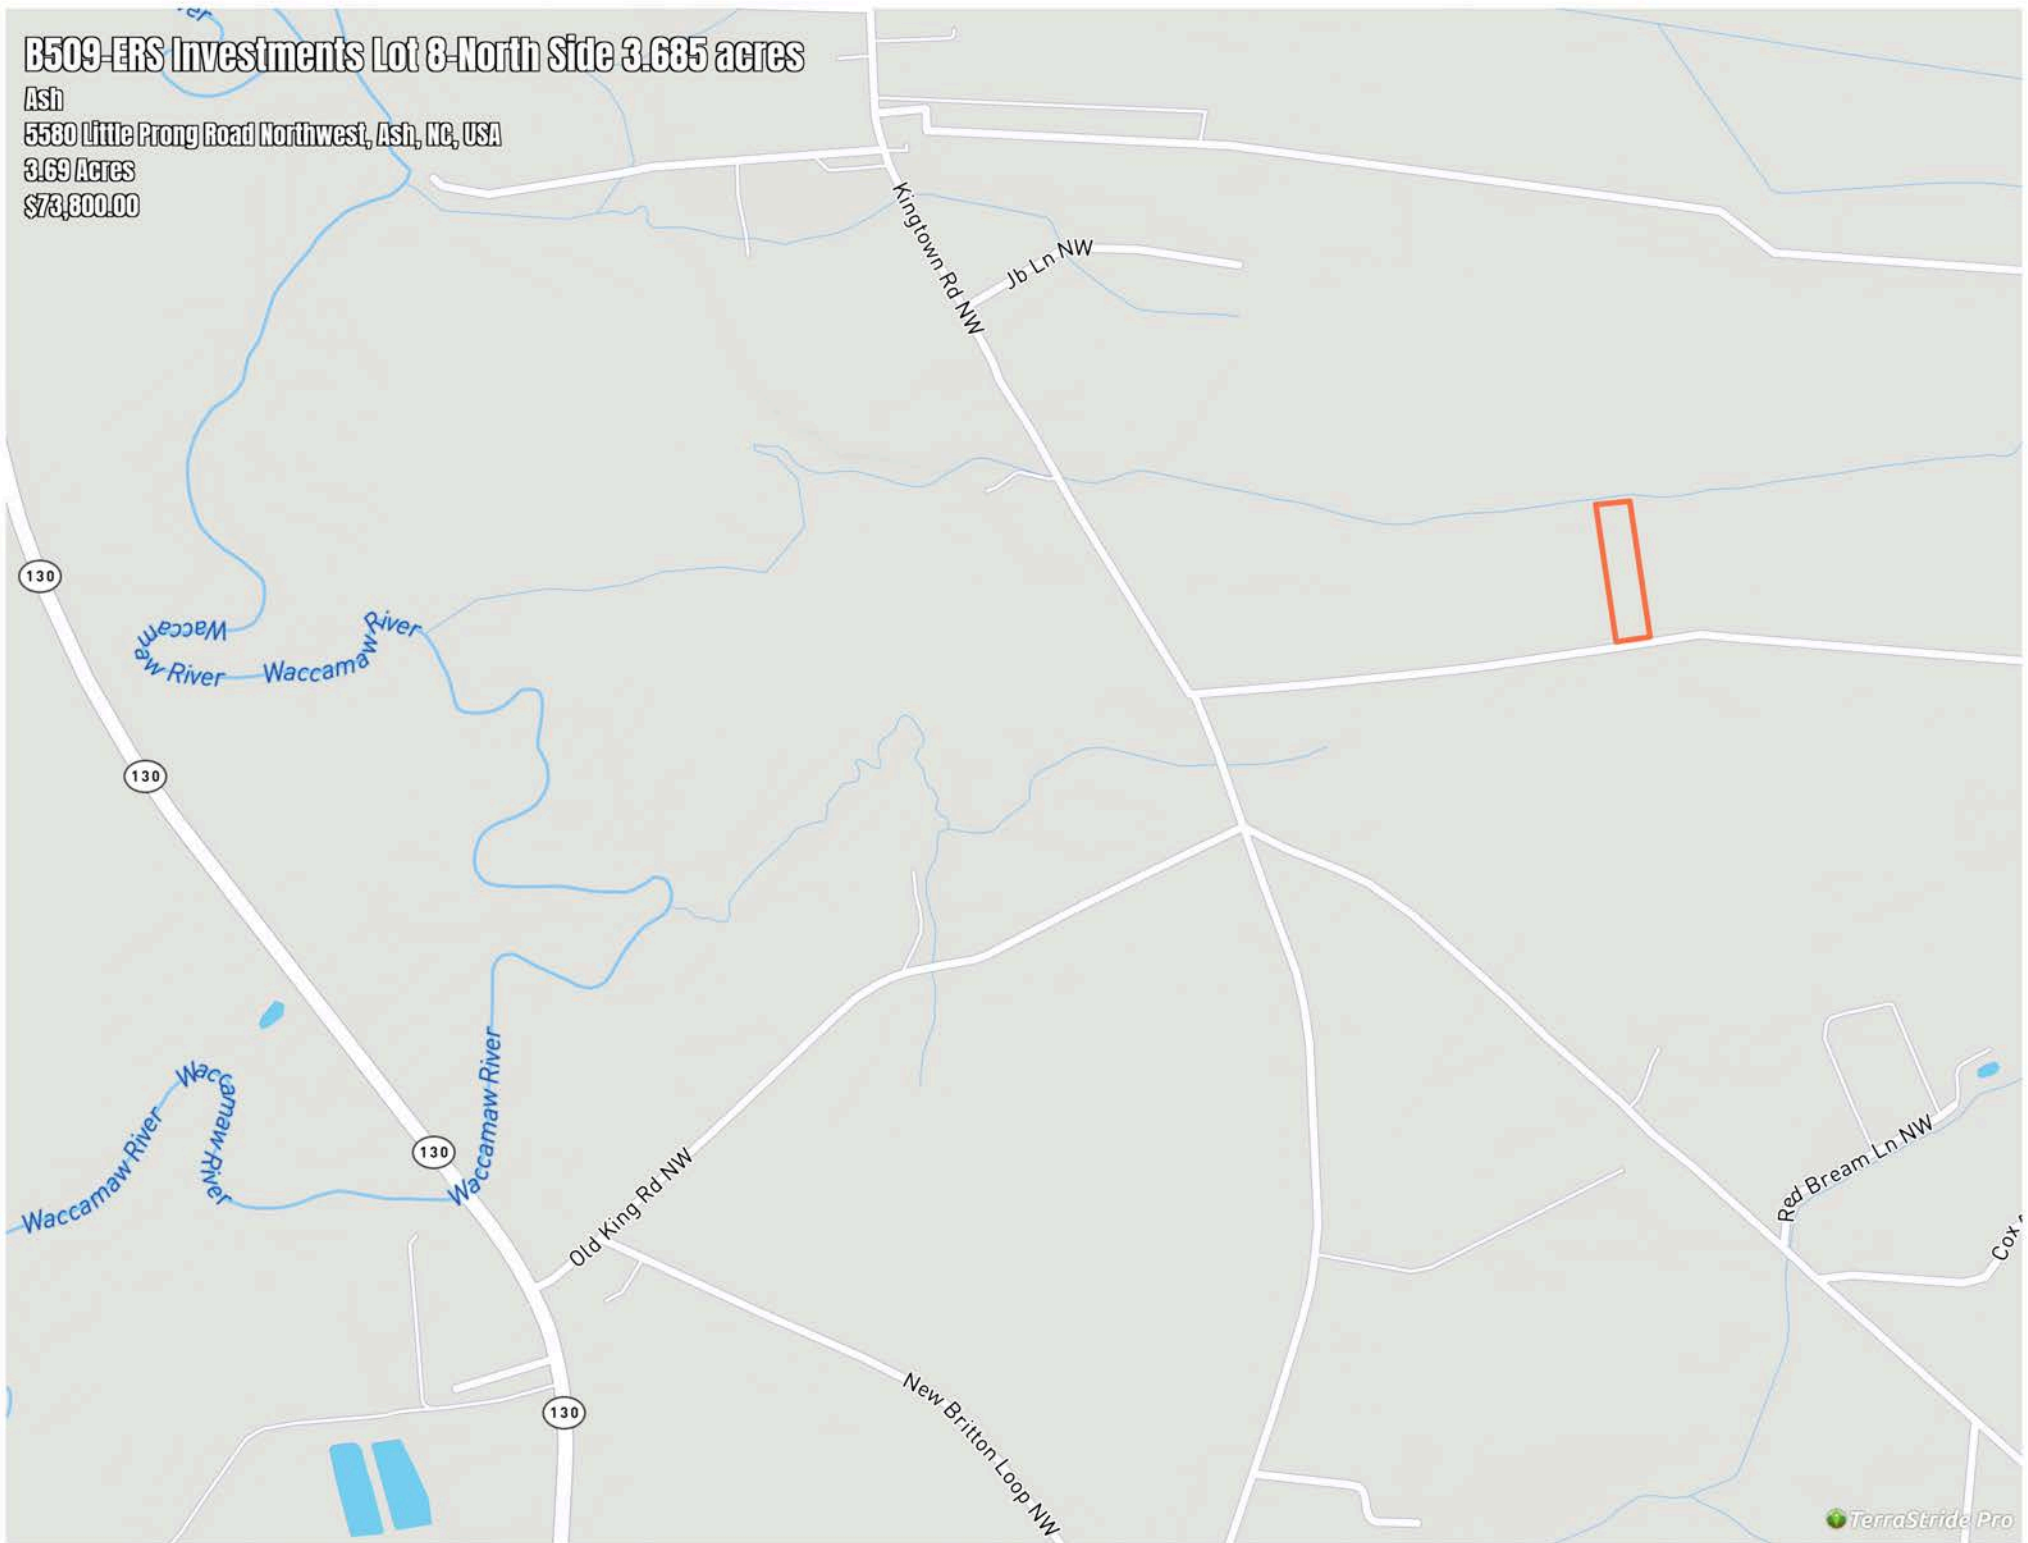 er
B509-ERS Investments Lot 8-North Side 3.685 acres
Ash
5580 Little Prong Road Northwest, Ash, NC, USA
3.69 Acres
$73,800.00
Kingtown Rd NW
Jb Ln NW
130
Waccamaw River
Waccamaw River
130
Waccamaw River
Waccamaw River
Waccamaw River
130
Old King Rd NW
Red Bream Ln NW
Cox
130
New Britton Loop NW
TerraStride Pro